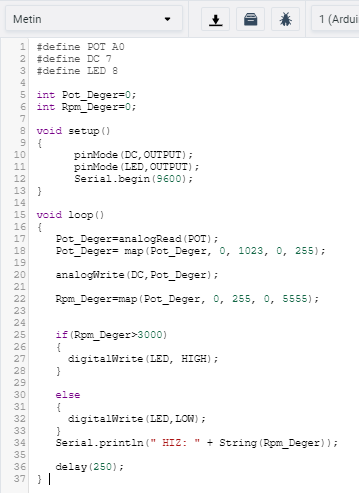 Metin
1 (Ardui
1 #define POT A0
2 #define DC 7
3 #define LED 8
4
5 int Pot_Deger=0;
6 int Rpm_Deger=0;
7
8 void setup()
9 {
10 pinMode(DC,OUTPUT);
11 pinMode(LED,OUTPUT);
12 Serial.begin(9600);
13 }
14
15 void loop()
16 {
17 Pot_Deger=analogRead(POT);
18 Pot_Deger= map(Pot_Deger, 0, 1023, 0, 255);
19
20 analogWrite(DC,Pot_Deger);
21
22 Rpm_Deger=map(Pot_Deger, 0, 255, 0, 5555);
23
24
25 if(Rpm_Deger>3000)
26 {
27 digitalWrite(LED, HIGH);
28 }
29
30 else
31 {
32 digitalWrite(LED,LOW);
33 }
34 Serial.println(" HIZ: " + String(Rpm_Deger));
35
36 delay(250);
37 }